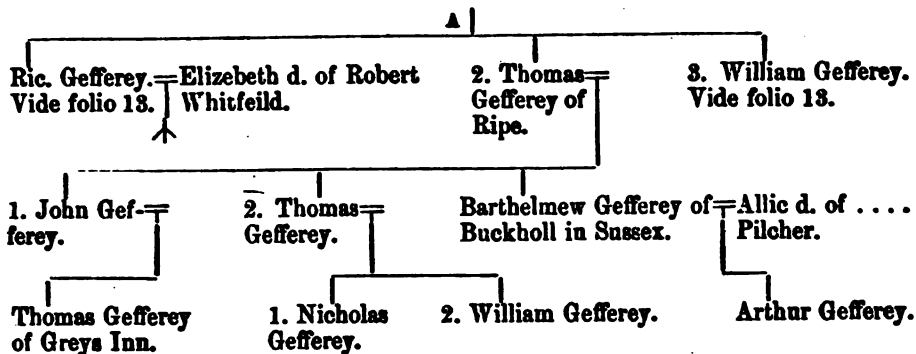 A
Ric. Gefferey.
Vide folio 13.
Elizebeth d. of Robert
Whitfeild.
2. Thomas
Gefferey of
Ripe.
3. William Gefferey.
Vide folio 13.
1. John Gef-
ferey.
2. Thomas
Gefferey.
Barthelmew Gefferey of
Buckholl in Sussex.
Allic d. of ....
Pilcher.
Thomas Gefferey
of Greys Inn.
1. Nicholas
Gefferey.
2. William Gefferey.
Arthur Gefferey.